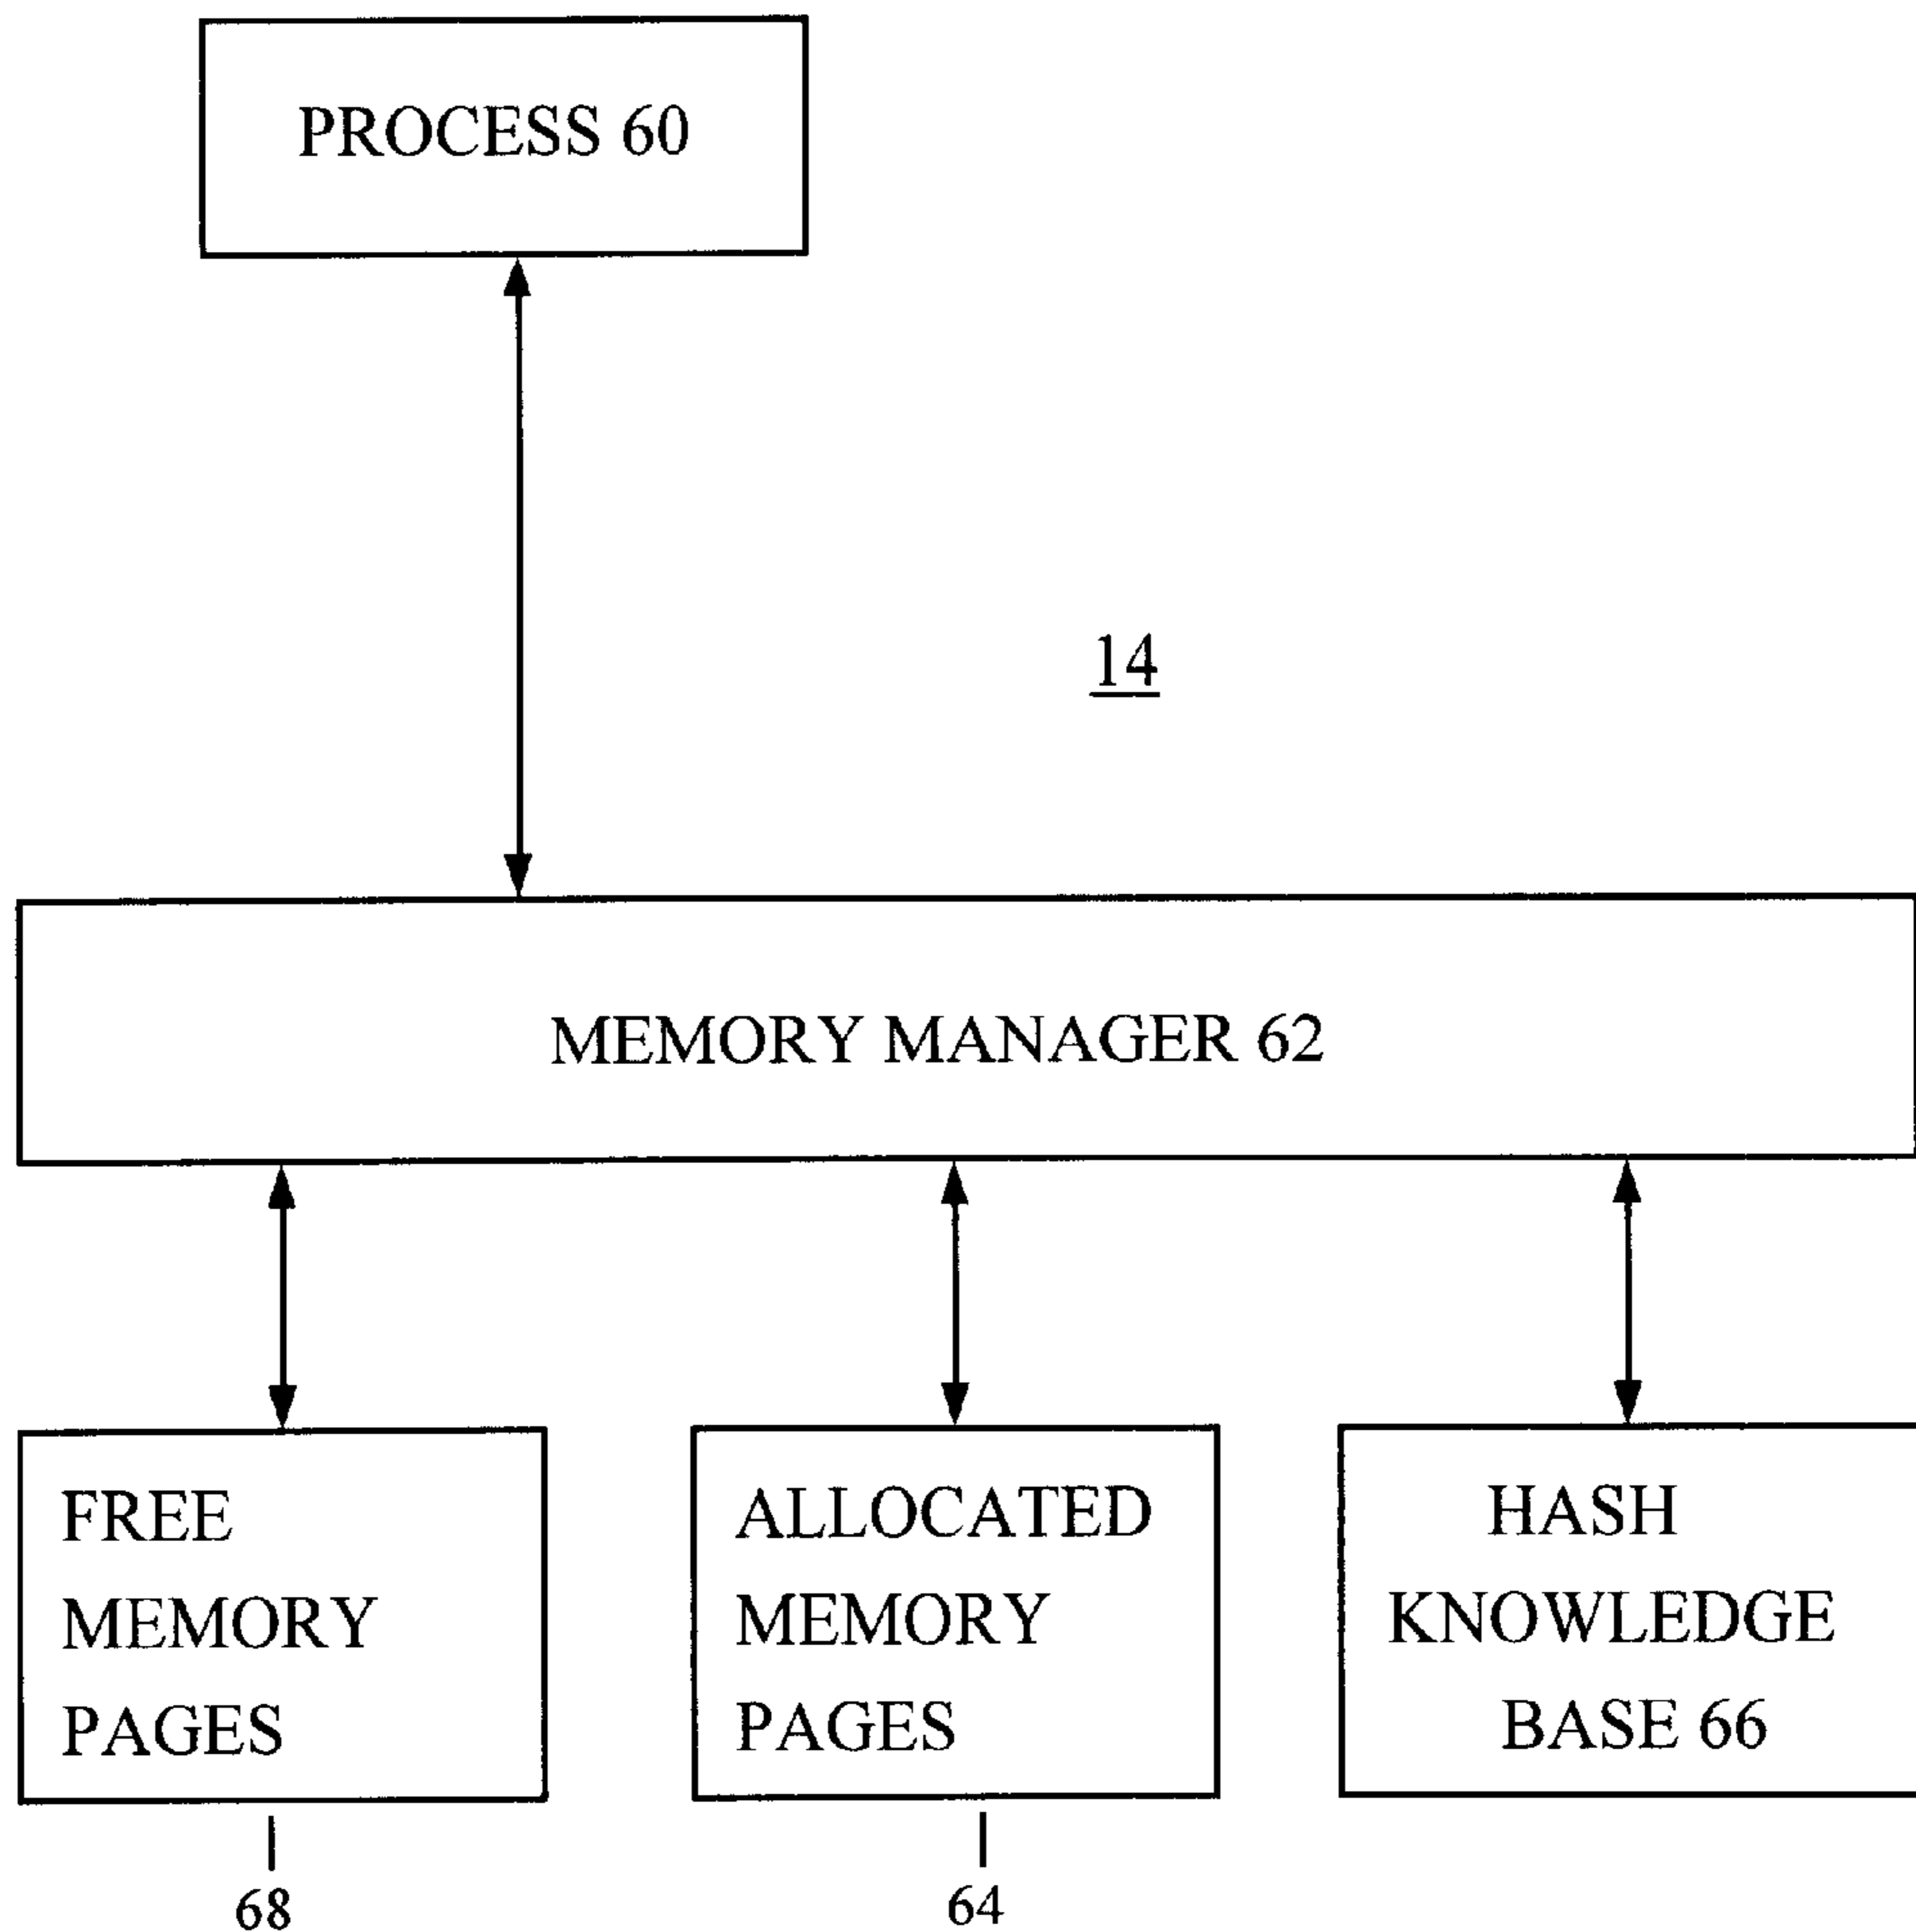 PROCESS 60
14
MEMORY MANAGER 62
FREE
MEMORY
PAGES
ALLOCATED
MEMORY
PAGES
HASH
KNOWLEDGE
BASE 66
68
64